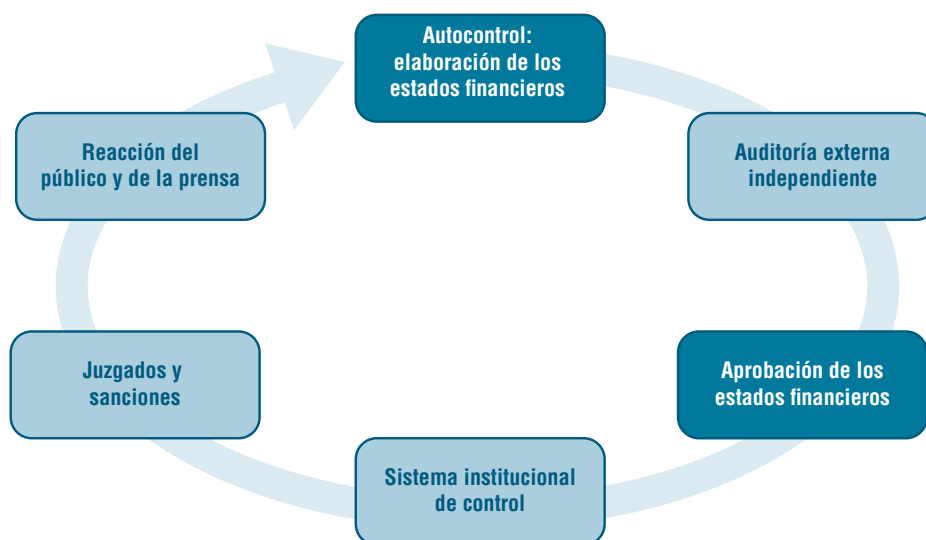 Autocontrol:
elaboración de los
estados financieros
Auditoría externa
independiente
Aprobación de los
estados financieros
Sistema institucional
de control
Juzgados y
sanciones
Reacción del
público y de la prensa